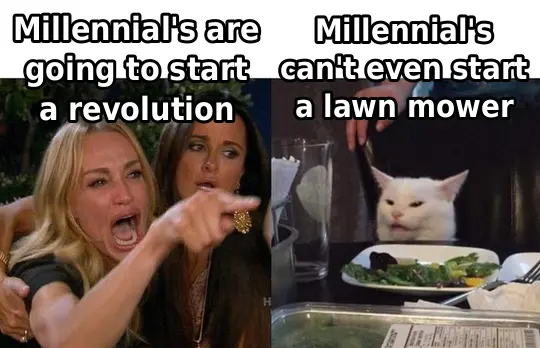 Millennial's are
going to start
a revolution
Millennial's
can't even start
a lawn mower